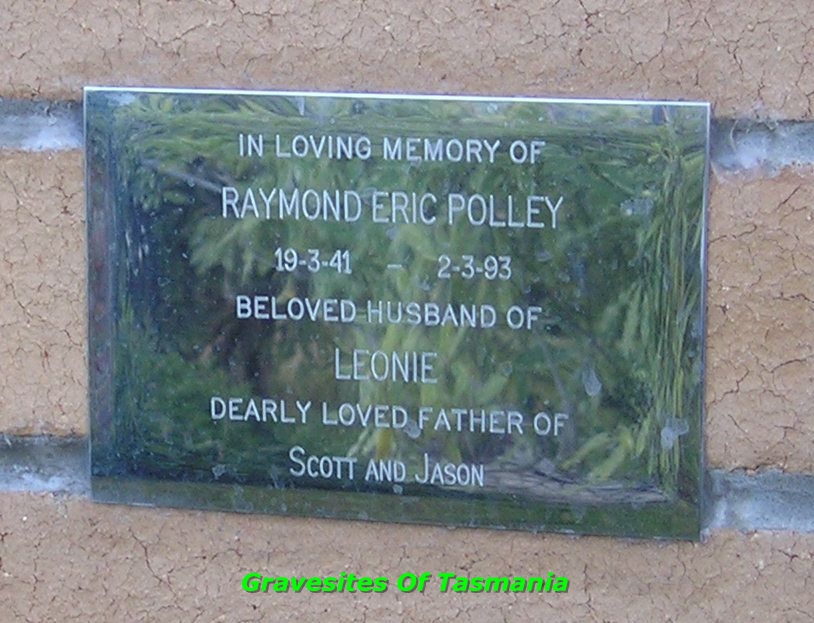 IN LOVING MEMORY OF
RAYMOND ERIC POLLEY
19-3-41 – 2-3-93
BELOVED HUSBAND OF
LEONIE
DEARLY LOVED FATHER OF
SCOTT AND JASON
Gravesites Of Tasmania